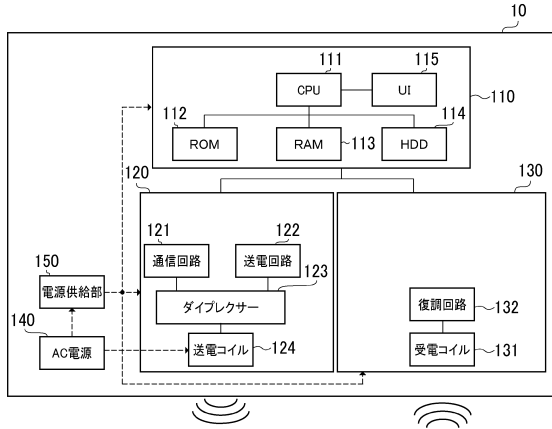 10
111
115
CPU
UI
110
112
114
ROM
RAM
113
HDD
120
130
121
122
通信回路
送電回路
123
150
ダイプレクサー
電源供給部
復調回路
132
140
AC電源
送電コイル
124
受電コイル
131